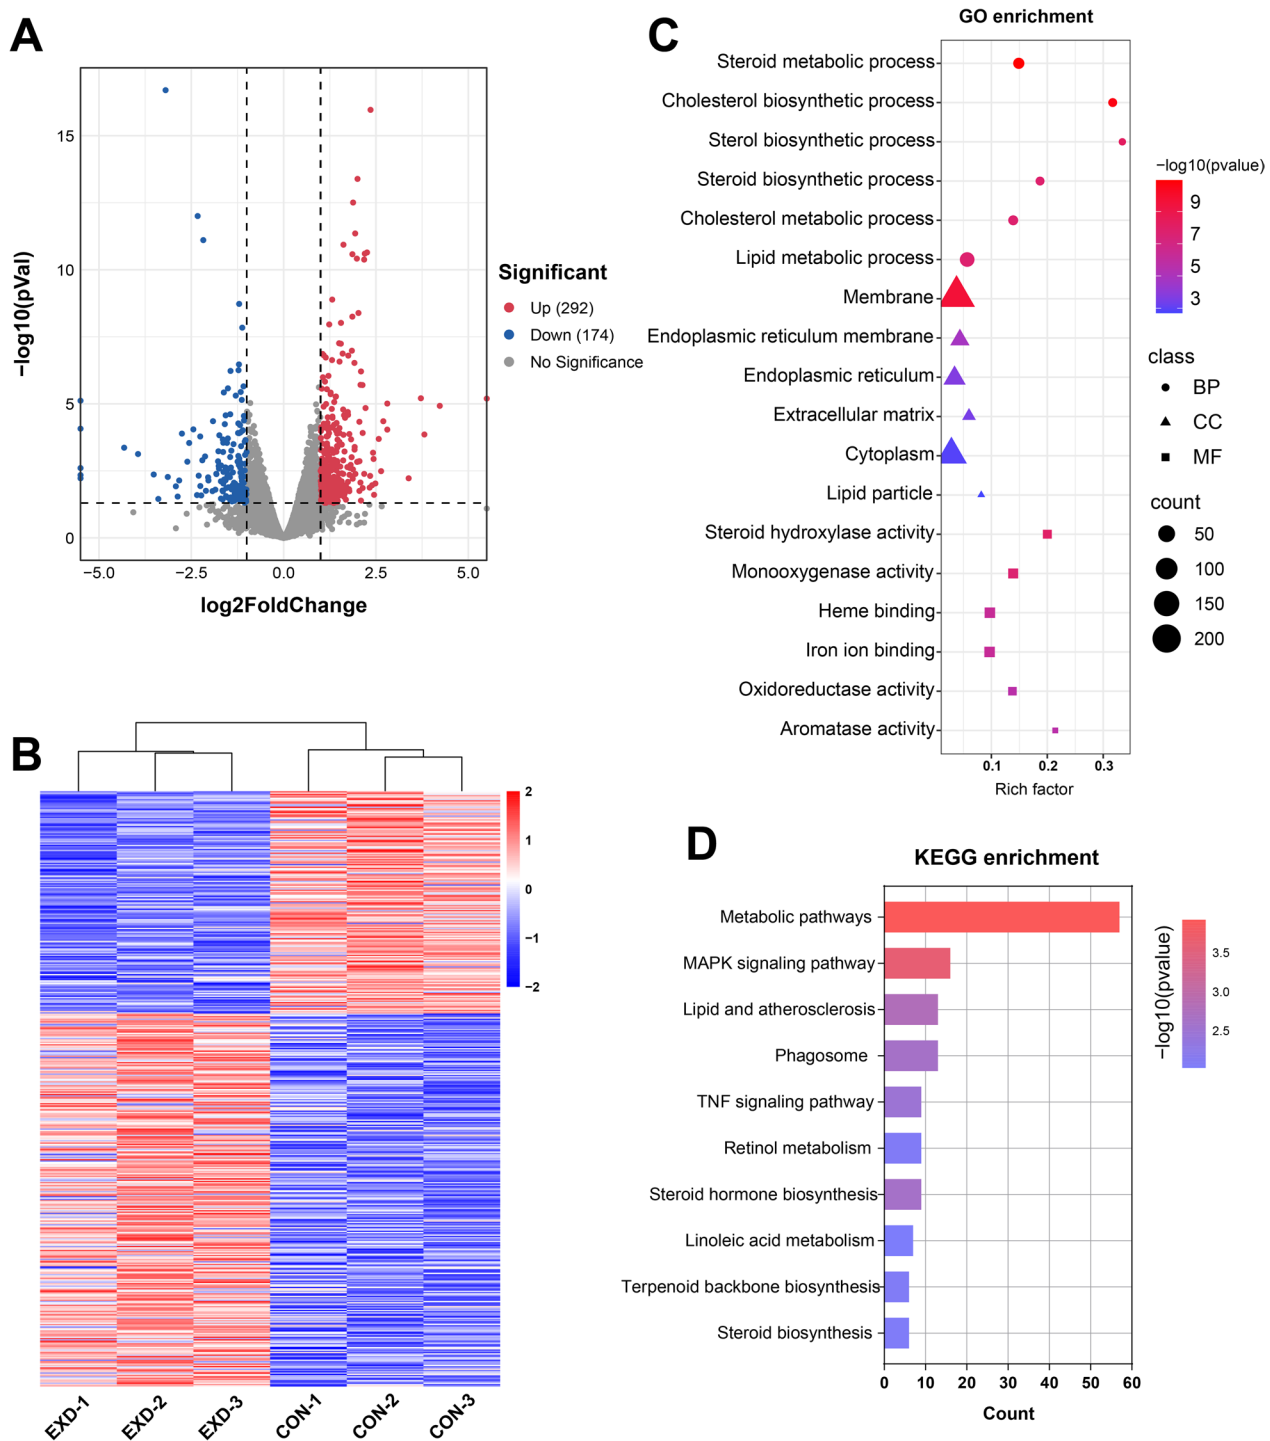 A
−log10(pVal)
15
10
5
0
−5.0
−2.5
0.0
2.5
5.0
log2FoldChange
Significant
Up (292)
Down (174)
No Significance
B
2
1
0
−1
−2
EXD-1
EXD-2
EXD-3
CON-1
CON-2
CON-3
C
GO enrichment
Steroid metabolic process
Cholesterol biosynthetic process
Sterol biosynthetic process
Steroid biosynthetic process
Cholesterol metabolic process
Lipid metabolic process
Membrane
Endoplasmic reticulum membrane
Endoplasmic reticulum
Extracellular matrix
Cytoplasm
Lipid particle
Steroid hydroxylase activity
Monooxygenase activity
Heme binding
Iron ion binding
Oxidoreductase activity
Aromatase activity
0.1
0.2
0.3
Rich factor
−log10(pvalue)
9
7
5
3
class
BP
CC
MF
count
50
100
150
200
D
KEGG enrichment
Metabolic pathways
MAPK signaling pathway
Lipid and atherosclerosis
Phagosome
TNF signaling pathway
Retinol metabolism
Steroid hormone biosynthesis
Linoleic acid metabolism
Terpenoid backbone biosynthesis
Steroid biosynthesis
0
10
20
30
40
50
60
Count
−log10(pvalue)
3.5
3.0
2.5